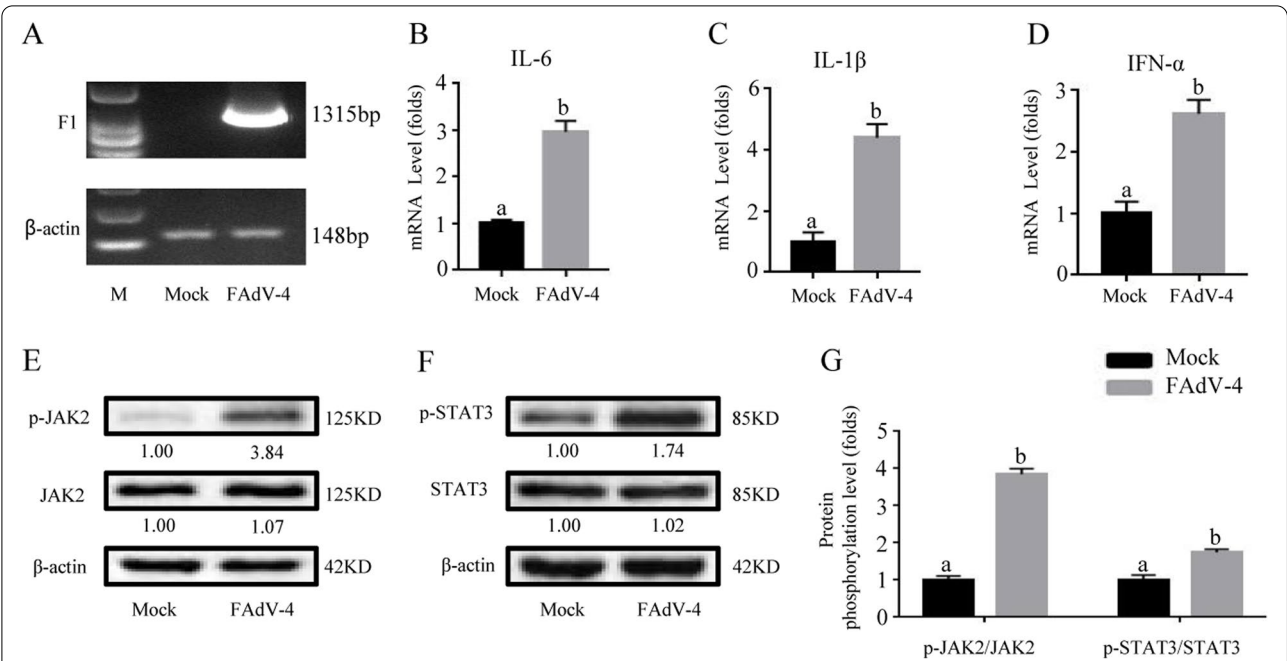 A
F1
1315bp
β-actin
148bp
M Mock FAdV-4
B
IL-6
mRNA Level (folds)
4
3
2
1
0
a
b
Mock FAdV-4
C
IL-1β
mRNA Level (folds)
6
4
2
0
a
b
Mock FAdV-4
D
IFN-α
mRNA Level (folds)
3
2
1
0
a
b
Mock FAdV-4
E
p-JAK2 125KD
1.00 3.84
JAK2 125KD
1.00 1.07
β-actin 42KD
Mock FAdV-4
F
p-STAT3 85KD
1.00 1.74
STAT3 85KD
1.00 1.02
β-actin 42KD
Mock FAdV-4
G
Mock
FAdV-4
Protein
phosphorylation level (folds)
5
4
3
2
1
0
a
b
a
b
p-JAK2/JAK2 p-STAT3/STAT3